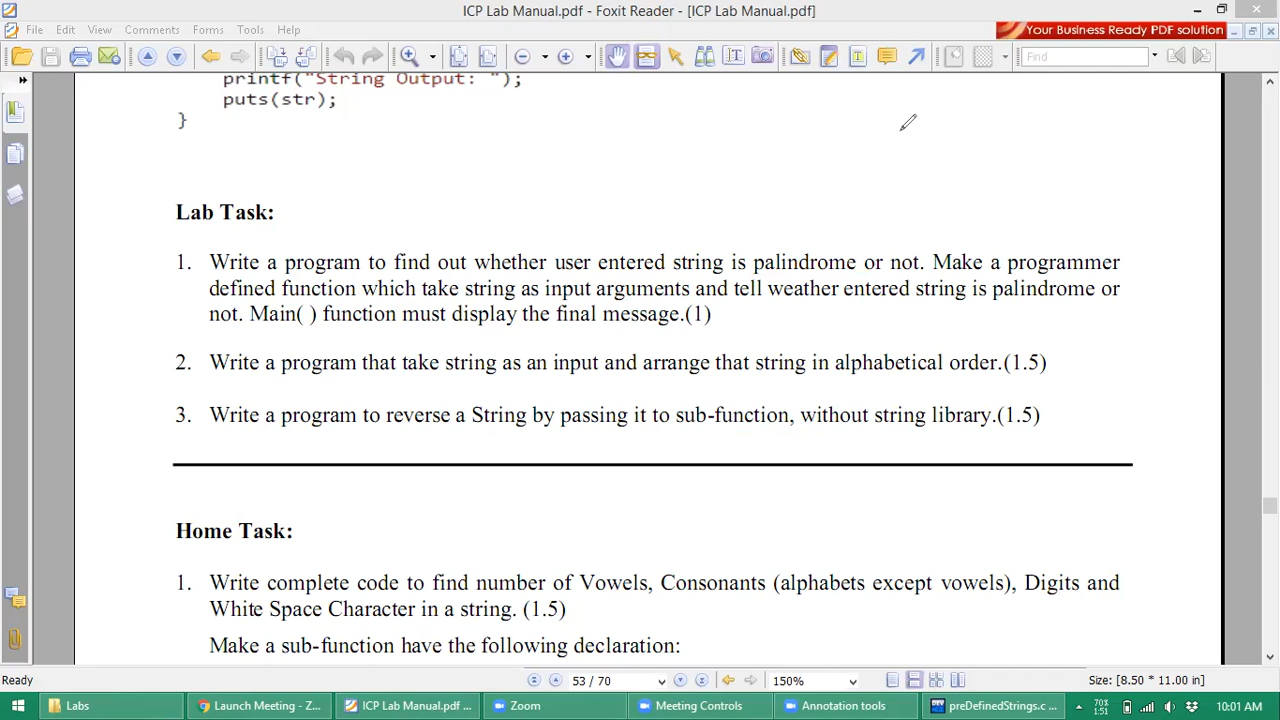 ICP Lab Manual.pdf - Foxit Reader - [ICP Lab Manual.pdf]
File Edit View Comments Forms Tools Help
Your Business Ready PDF solution
Find
printf("String Output: ");
puts(str);
}
Lab Task:
1. Write a program to find out whether user entered string is palindrome or not. Make a programmer
defined function which take string as input arguments and tell weather entered string is palindrome or
not. Main( ) function must display the final message.(1)
2. Write a program that take string as an input and arrange that string in alphabetical order.(1.5)
3. Write a program to reverse a String by passing it to sub-function, without string library.(1.5)
Home Task:
1. Write complete code to find number of Vowels, Consonants (alphabets except vowels), Digits and
White Space Character in a string. (1.5)
Make a sub-function have the following declaration:
Ready 53 / 70 150% Size: [8.50 * 11.00 in]
Labs Launch Meeting - Z... ICP Lab Manual.pdf ... Zoom Meeting Controls Annotation tools preDefinedStrings.c ... 70% 1:51 10:01 AM